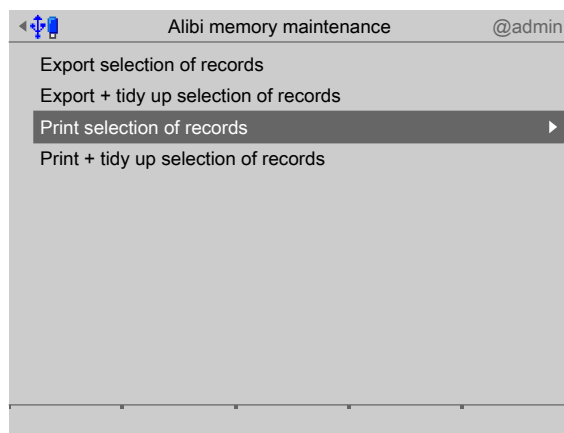 Alibi memory maintenance @admin
Export selection of records
Export + tidy up selection of records
Print selection of records
Print + tidy up selection of records